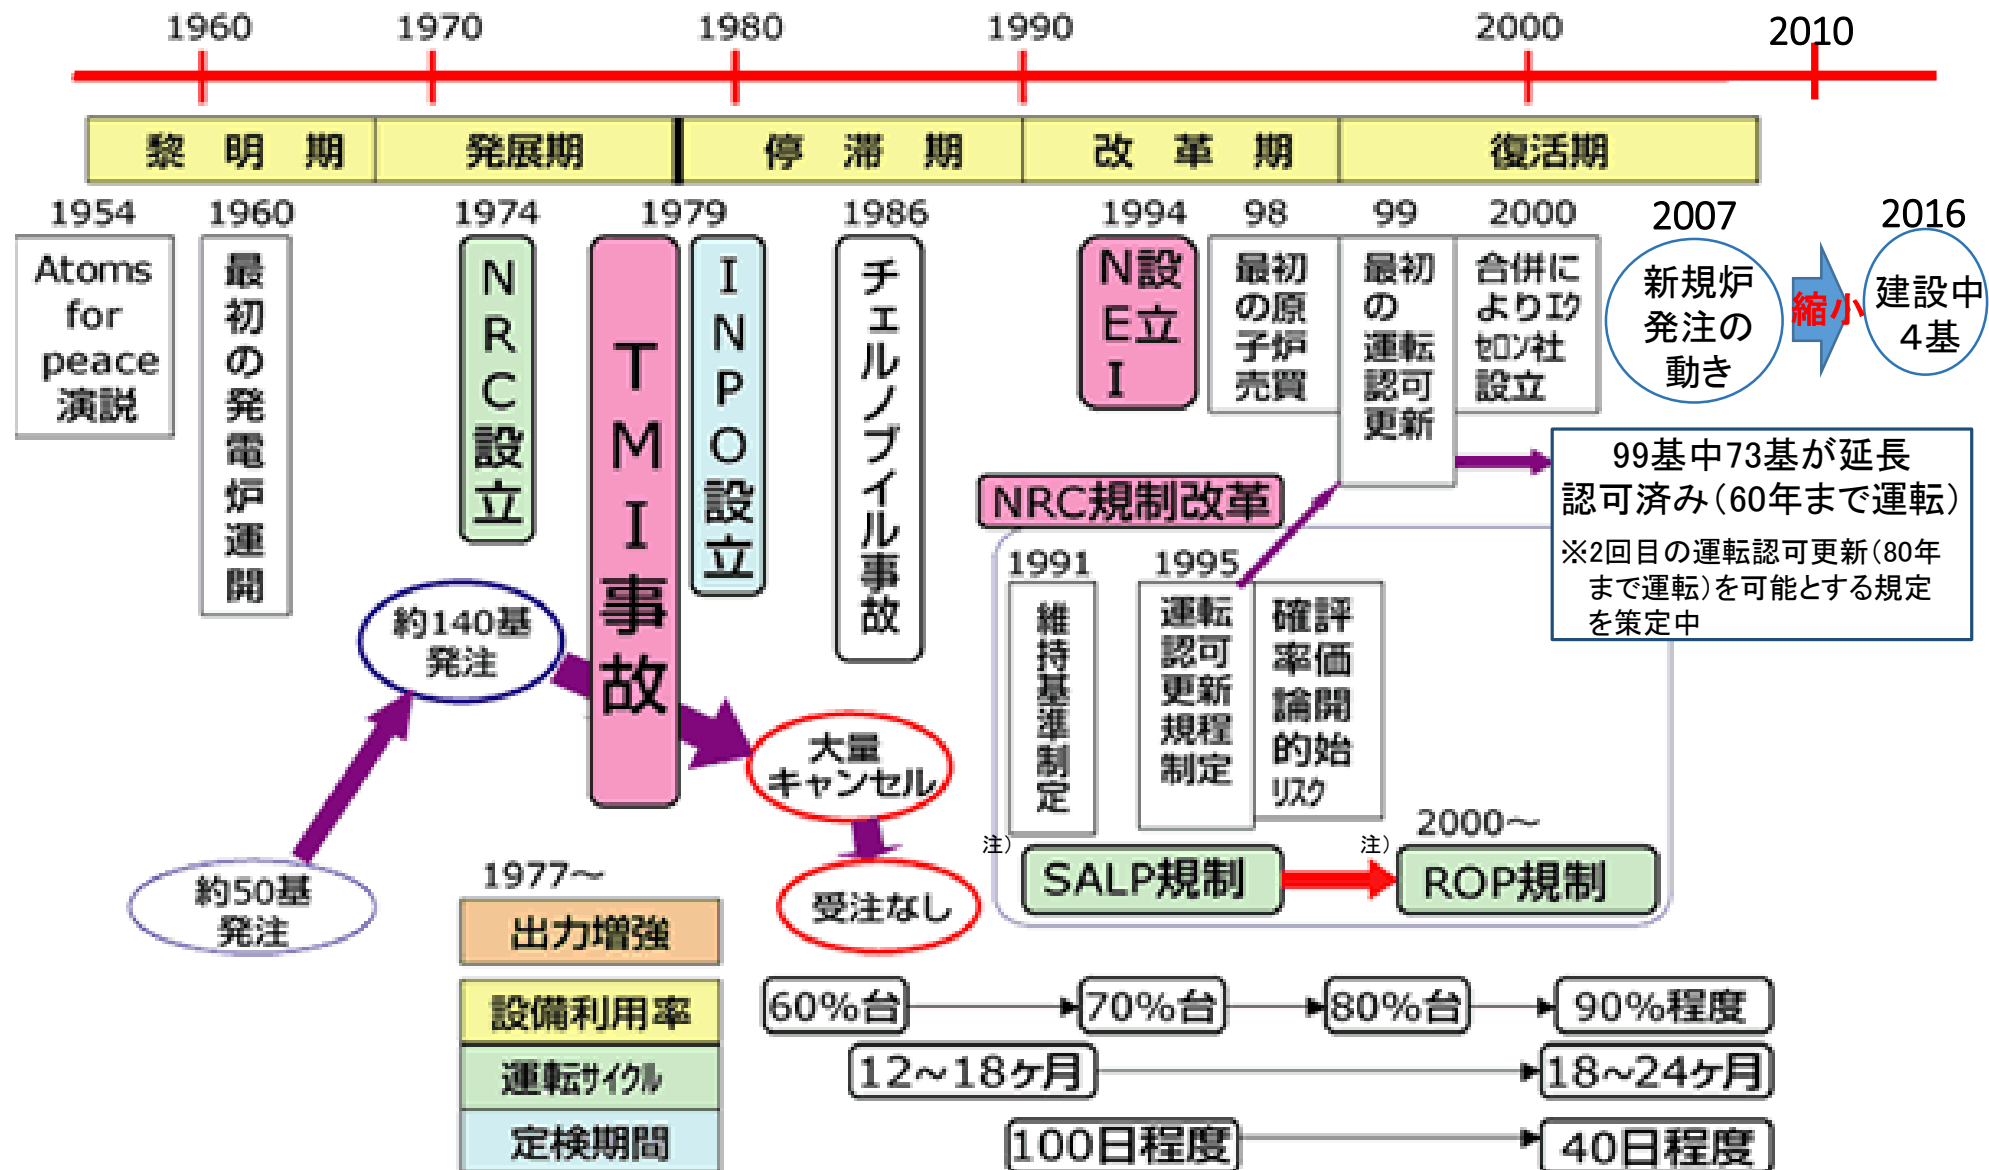 1960
1970
1980
1990
2000
2010
黎明期
発展期
停滞期
改革期
復活期
1954
Atoms
for
peace
演説
1960
最初の発電炉運開
1974
NRC設立
1979
TMI事故
INPO設立
1986
チェルノブイル事故
1994
NEI
設立
98
最初
の原
子炉
売買
99
最初
の
運転
認可
更新
2000
合併に
よりｴｸ
ｾﾛﾝ社
設立
2007
新規炉
発注の
動き
縮小
2016
建設中
４基
99基中73基が延長
認可済み（60年まで運転）
※2回目の運転認可更新（80年
まで運転）を可能とする規定
を策定中
NRC規制改革
1991
維持基準制定
1995
運転
認可
更新
規程
制定
確率論的ﾘｽｸ
評価開始
約140基
発注
大量
キャンセル
約50基
発注
受注なし
注）
SALP規制
注）
2000～
ROP規制
1977～
出力増強
設備利用率
60%台
70%台
80%台
90%程度
運転ｻｲｸﾙ
12～18ヶ月
18～24ヶ月
定検期間
100日程度
40日程度